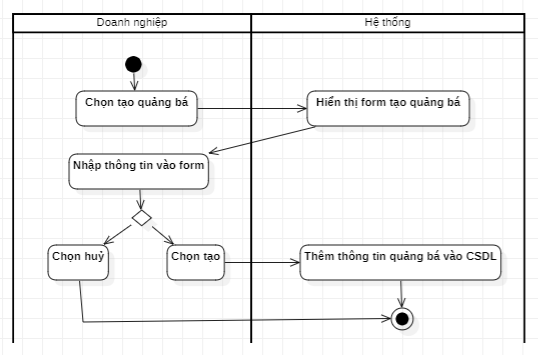 Doanh nghiệp
Hệ thống
Chọn tạo quảng bá
Hiển thị form tạo quảng bá
Nhập thông tin vào form
Chọn huỷ
Chọn tạo
Thêm thông tin quảng bá vào CSDL